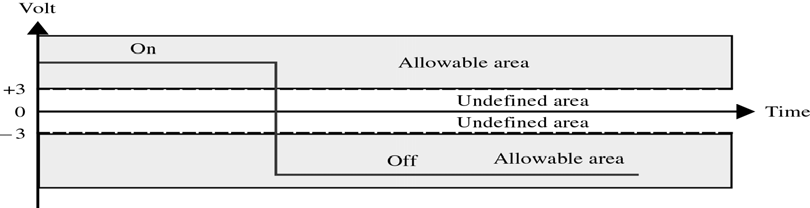 Volt
On
Allowable area
+3
Undefined area
0
Time
Undefined area
−3
Off
Allowable area